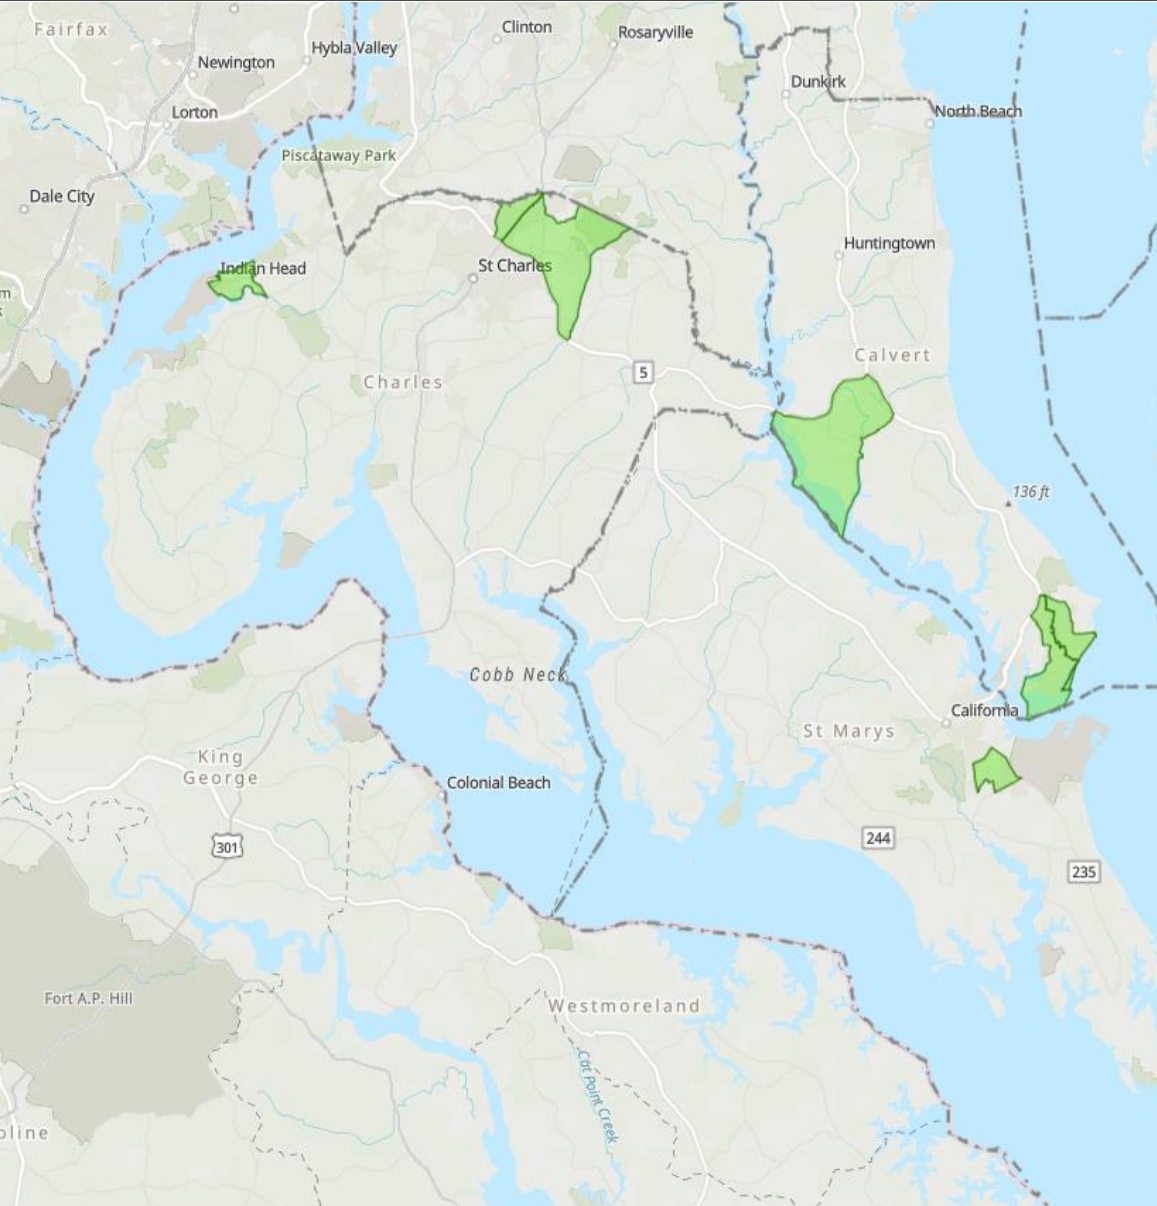 Fairfax
Clinton
Rosaryville
Hybla Valley
Newington
Dunkirk
Lorton
North Beach
Piscataway Park
Dale City
Huntingtown
Indian Head
St Charles
m
k
Calvert
5
Charles
136 ft
Cobb Neck
California
St Marys
King
George
Colonial Beach
301
244
235
Fort A.P. Hill
Westmoreland
Cat Point Creek
oline